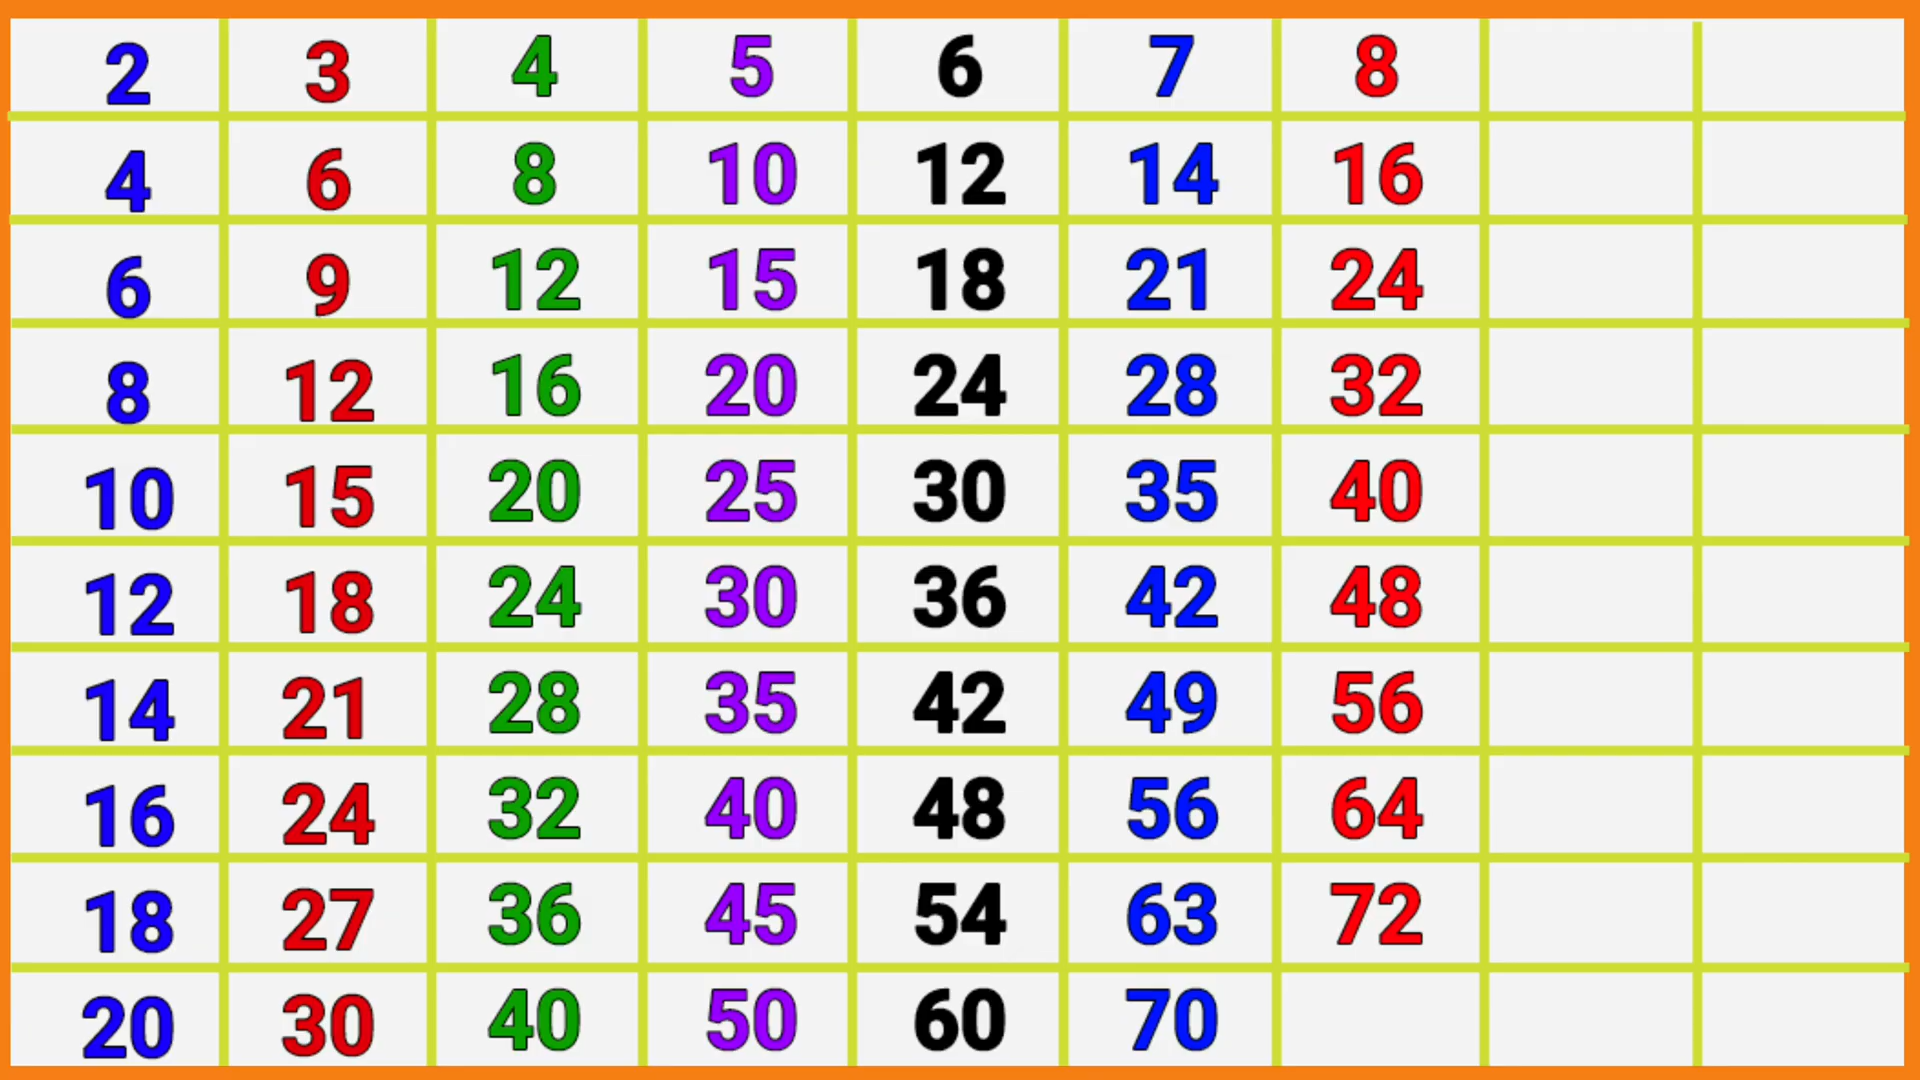 2 3 4 5 6 7 8
4 6 8 10 12 14 16
6 9 12 15 18 21 24
8 12 16 20 24 28 32
10 15 20 25 30 35 40
12 18 24 30 36 42 48
14 21 28 35 42 49 56
16 24 32 40 48 56 64
18 27 36 45 54 63 72
20 30 40 50 60 70